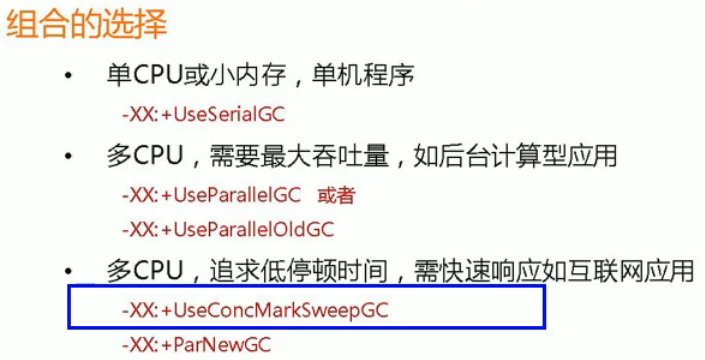 组合的选择
• 单CPU或小内存，单机程序
-XX:+UseSerialGC
• 多CPU，需要最大吞吐量，如后台计算型应用
-XX:+UseParallelGC 或者
-XX:+UseParallelOldGC
• 多CPU，追求低停顿时间，需快速响应如互联网应用
-XX:+UseConcMarkSweepGC
-XX:+ParNewGC